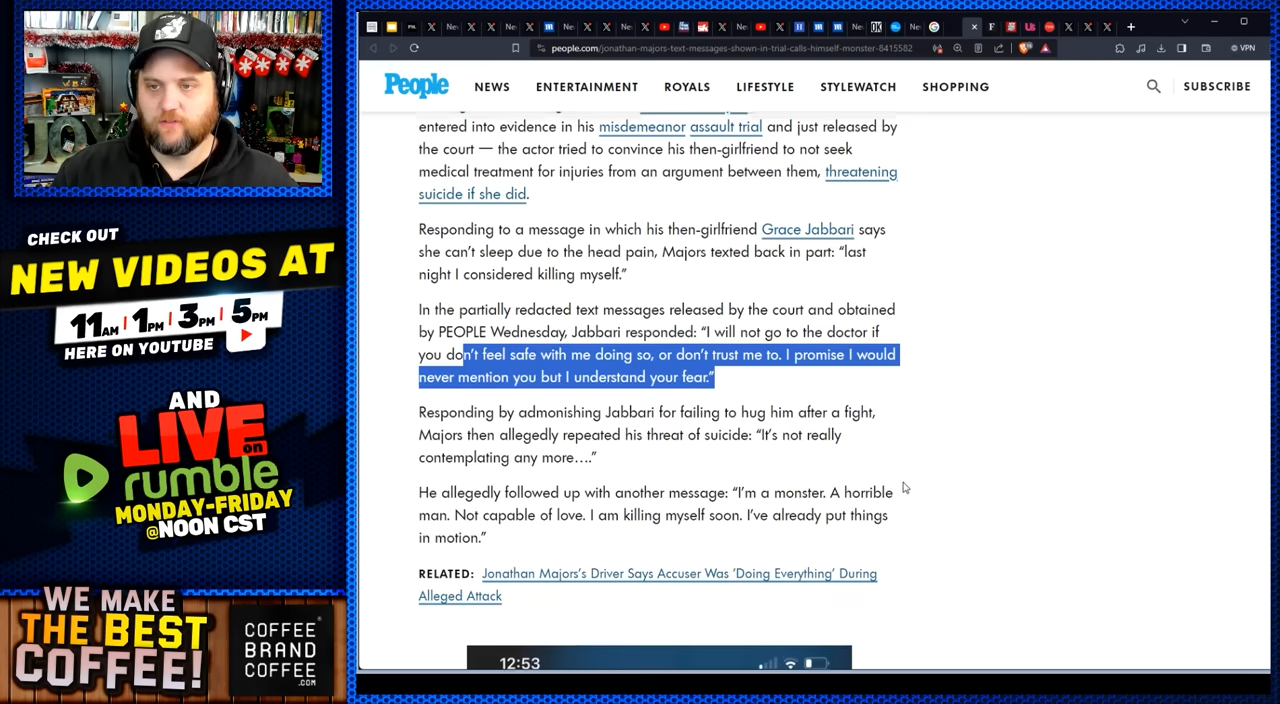 CHECK OUT
NEW VIDEOS AT
11AM | 1PM | 3PM | 5PM
HERE ON YOUTUBE
AND
LIVE on
rumble
MONDAY-FRIDAY
@NOON CST
WE MAKE
THE BEST
COFFEE!
COFFEE
BRAND
COFFEE
.COM
people.com/jonathan-majors-text-messages-shown-in-trial-calls-himself-monster-8415582
VPN
People NEWS ENTERTAINMENT ROYALS LIFESTYLE STYLEWATCH SHOPPING SUBSCRIBE
entered into evidence in his misdemeanor assault trial and just released by
the court — the actor tried to convince his then-girlfriend to not seek
medical treatment for injuries from an argument between them, threatening
suicide if she did.
Responding to a message in which his then-girlfriend Grace Jabbari says
she can’t sleep due to the head pain, Majors texted back in part: “last
night I considered killing myself.”
In the partially redacted text messages released by the court and obtained
by PEOPLE Wednesday, Jabbari responded: “I will not go to the doctor if
you don’t feel safe with me doing so, or don’t trust me to. I promise I would
never mention you but I understand your fear.”
Responding by admonishing Jabbari for failing to hug him after a fight,
Majors then allegedly repeated his threat of suicide: “It’s not really
contemplating any more….”
He allegedly followed up with another message: “I’m a monster. A horrible
man. Not capable of love. I am killing myself soon. I’ve already put things
in motion.”
RELATED: Jonathan Majors’s Driver Says Accuser Was ‘Doing Everything’ During
Alleged Attack
12:53